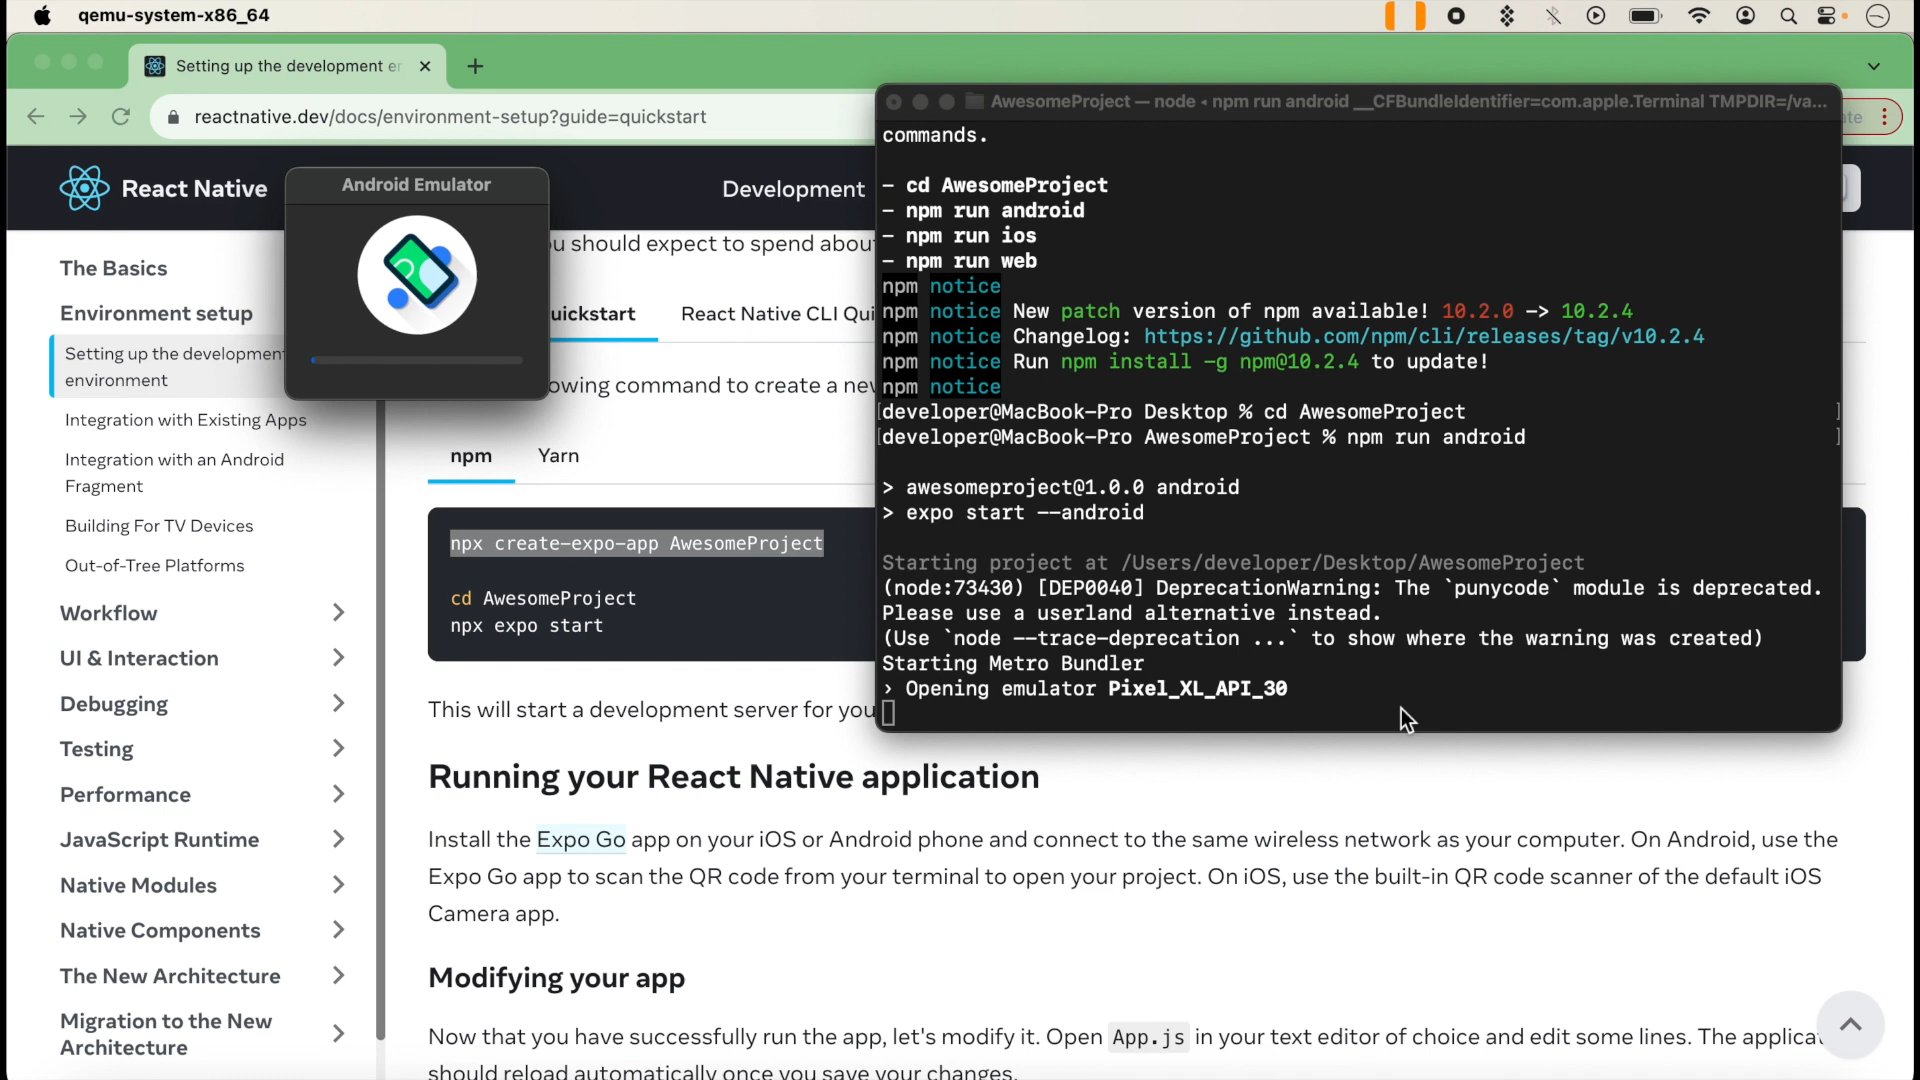 qemu-system-x86_64
Setting up the development er
reactnative.dev/docs/environment-setup?guide=quickstart
AwesomeProject — node ◂ npm run android __CFBundleIdentifier=com.apple.Terminal TMPDIR=/va...
React Native
Android Emulator
Development
The Basics
Environment setup
Setting up the development
environment
Integration with Existing Apps
Integration with an Android
Fragment
Building For TV Devices
Out-of-Tree Platforms
Workflow
UI & Interaction
Debugging
Testing
Performance
JavaScript Runtime
Native Modules
Native Components
The New Architecture
Migration to the New
Architecture
should expect to spend about
React Native CLI Qui
command to create a new
npm Yarn
npx create-expo-app AwesomeProject
cd AwesomeProject
npx expo start
This will start a development server for you
commands.
- cd AwesomeProject
- npm run android
- npm run ios
- npm run web
npm notice
npm notice New patch version of npm available! 10.2.0 -> 10.2.4
npm notice Changelog: https://github.com/npm/cli/releases/tag/v10.2.4
npm notice Run npm install -g npm@10.2.4 to update!
npm notice
[developer@MacBook-Pro Desktop % cd AwesomeProject ]
[developer@MacBook-Pro AwesomeProject % npm run android ]
> awesomeproject@1.0.0 android
> expo start --android
Starting project at /Users/developer/Desktop/AwesomeProject
(node:73430) [DEP0040] DeprecationWarning: The `punycode` module is deprecated.
Please use a userland alternative instead.
(Use `node --trace-deprecation ...` to show where the warning was created)
Starting Metro Bundler
› Opening emulator Pixel_XL_API_30
Running your React Native application
Install the Expo Go app on your iOS or Android phone and connect to the same wireless network as your computer. On Android, use the
Expo Go app to scan the QR code from your terminal to open your project. On iOS, use the built-in QR code scanner of the default iOS
Camera app.
Modifying your app
Now that you have successfully run the app, let's modify it. Open App.js in your text editor of choice and edit some lines. The applica
should reload automatically once you save your changes.